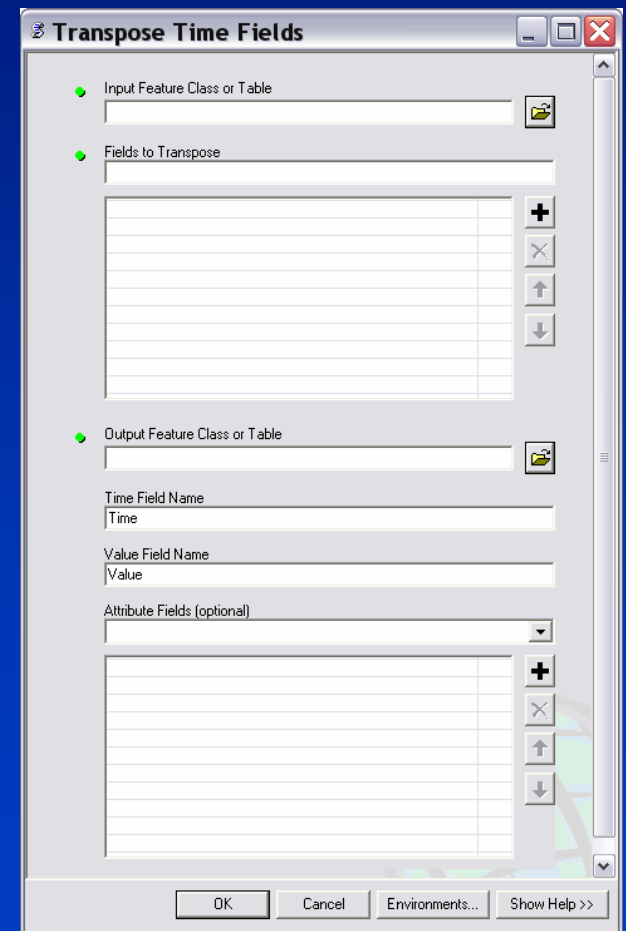 Transpose Time Fields
Input Feature Class or Table
Fields to Transpose
Output Feature Class or Table
Time Field Name
Time
Value Field Name
Value
Attribute Fields (optional)
OK
Cancel
Environments...
Show Help >>